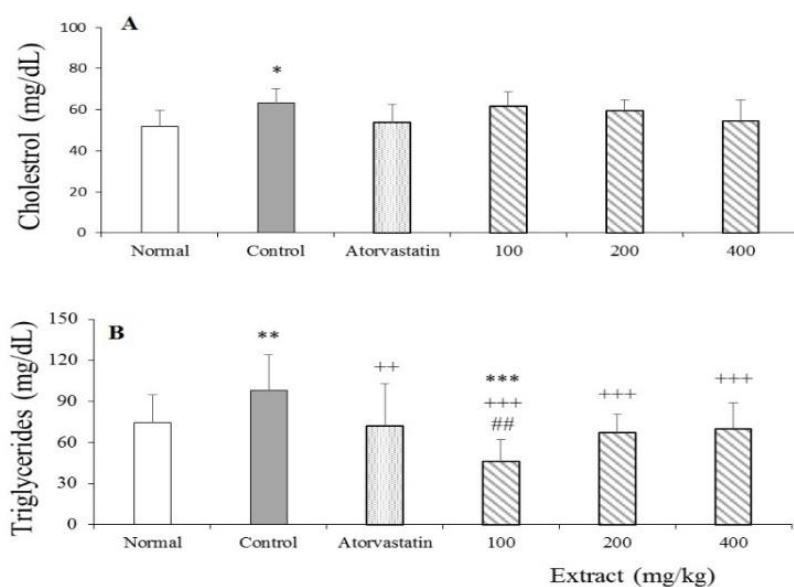 A
Cholestrol (mg/dL)
100
80
60
40
20
0
*
Normal Control Atorvastatin 100 200 400
B
Triglycerides (mg/dL)
150
120
90
60
30
0
**
++
***
+++
##
+++
+++
Normal Control Atorvastatin 100 200 400
Extract (mg/kg)